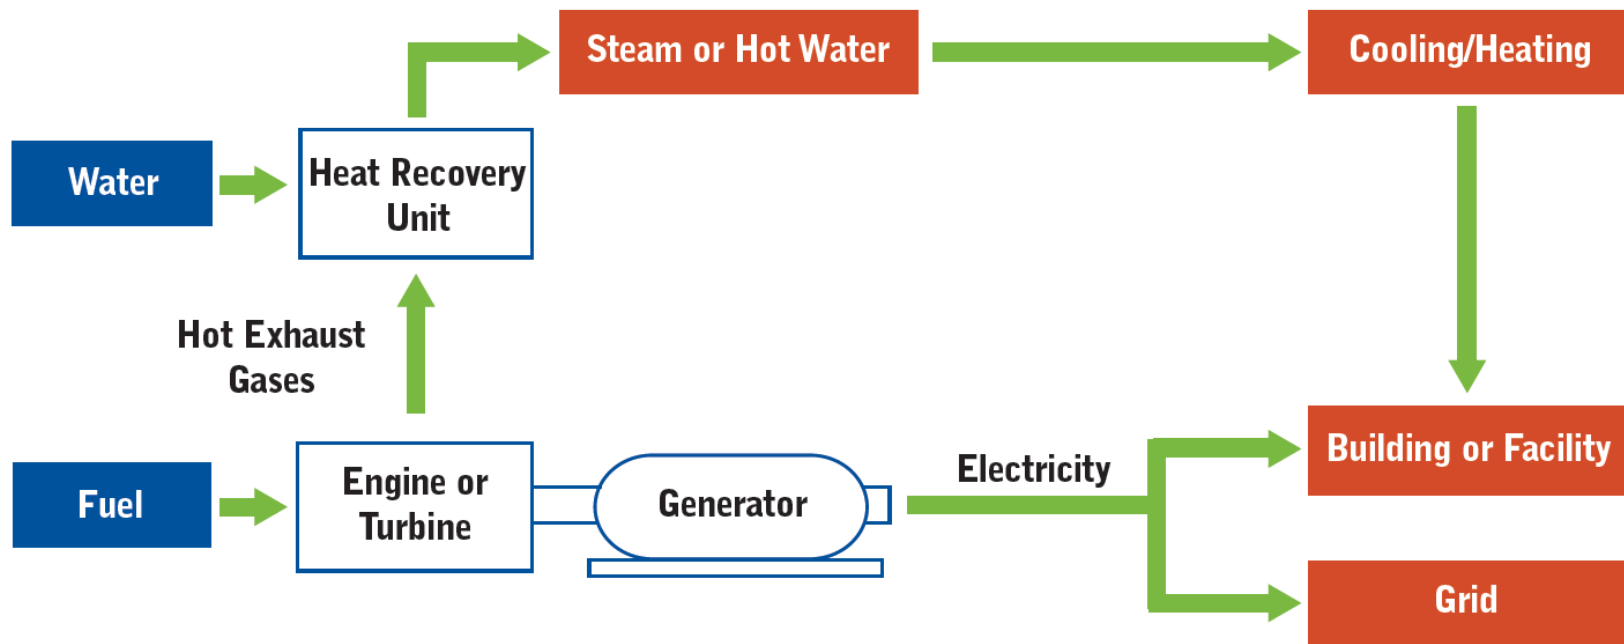 Steam or Hot Water
Cooling/Heating
Water
Heat Recovery
Unit
Hot Exhaust
Gases
Fuel
Engine or
Turbine
Generator
Electricity
Building or Facility
Grid